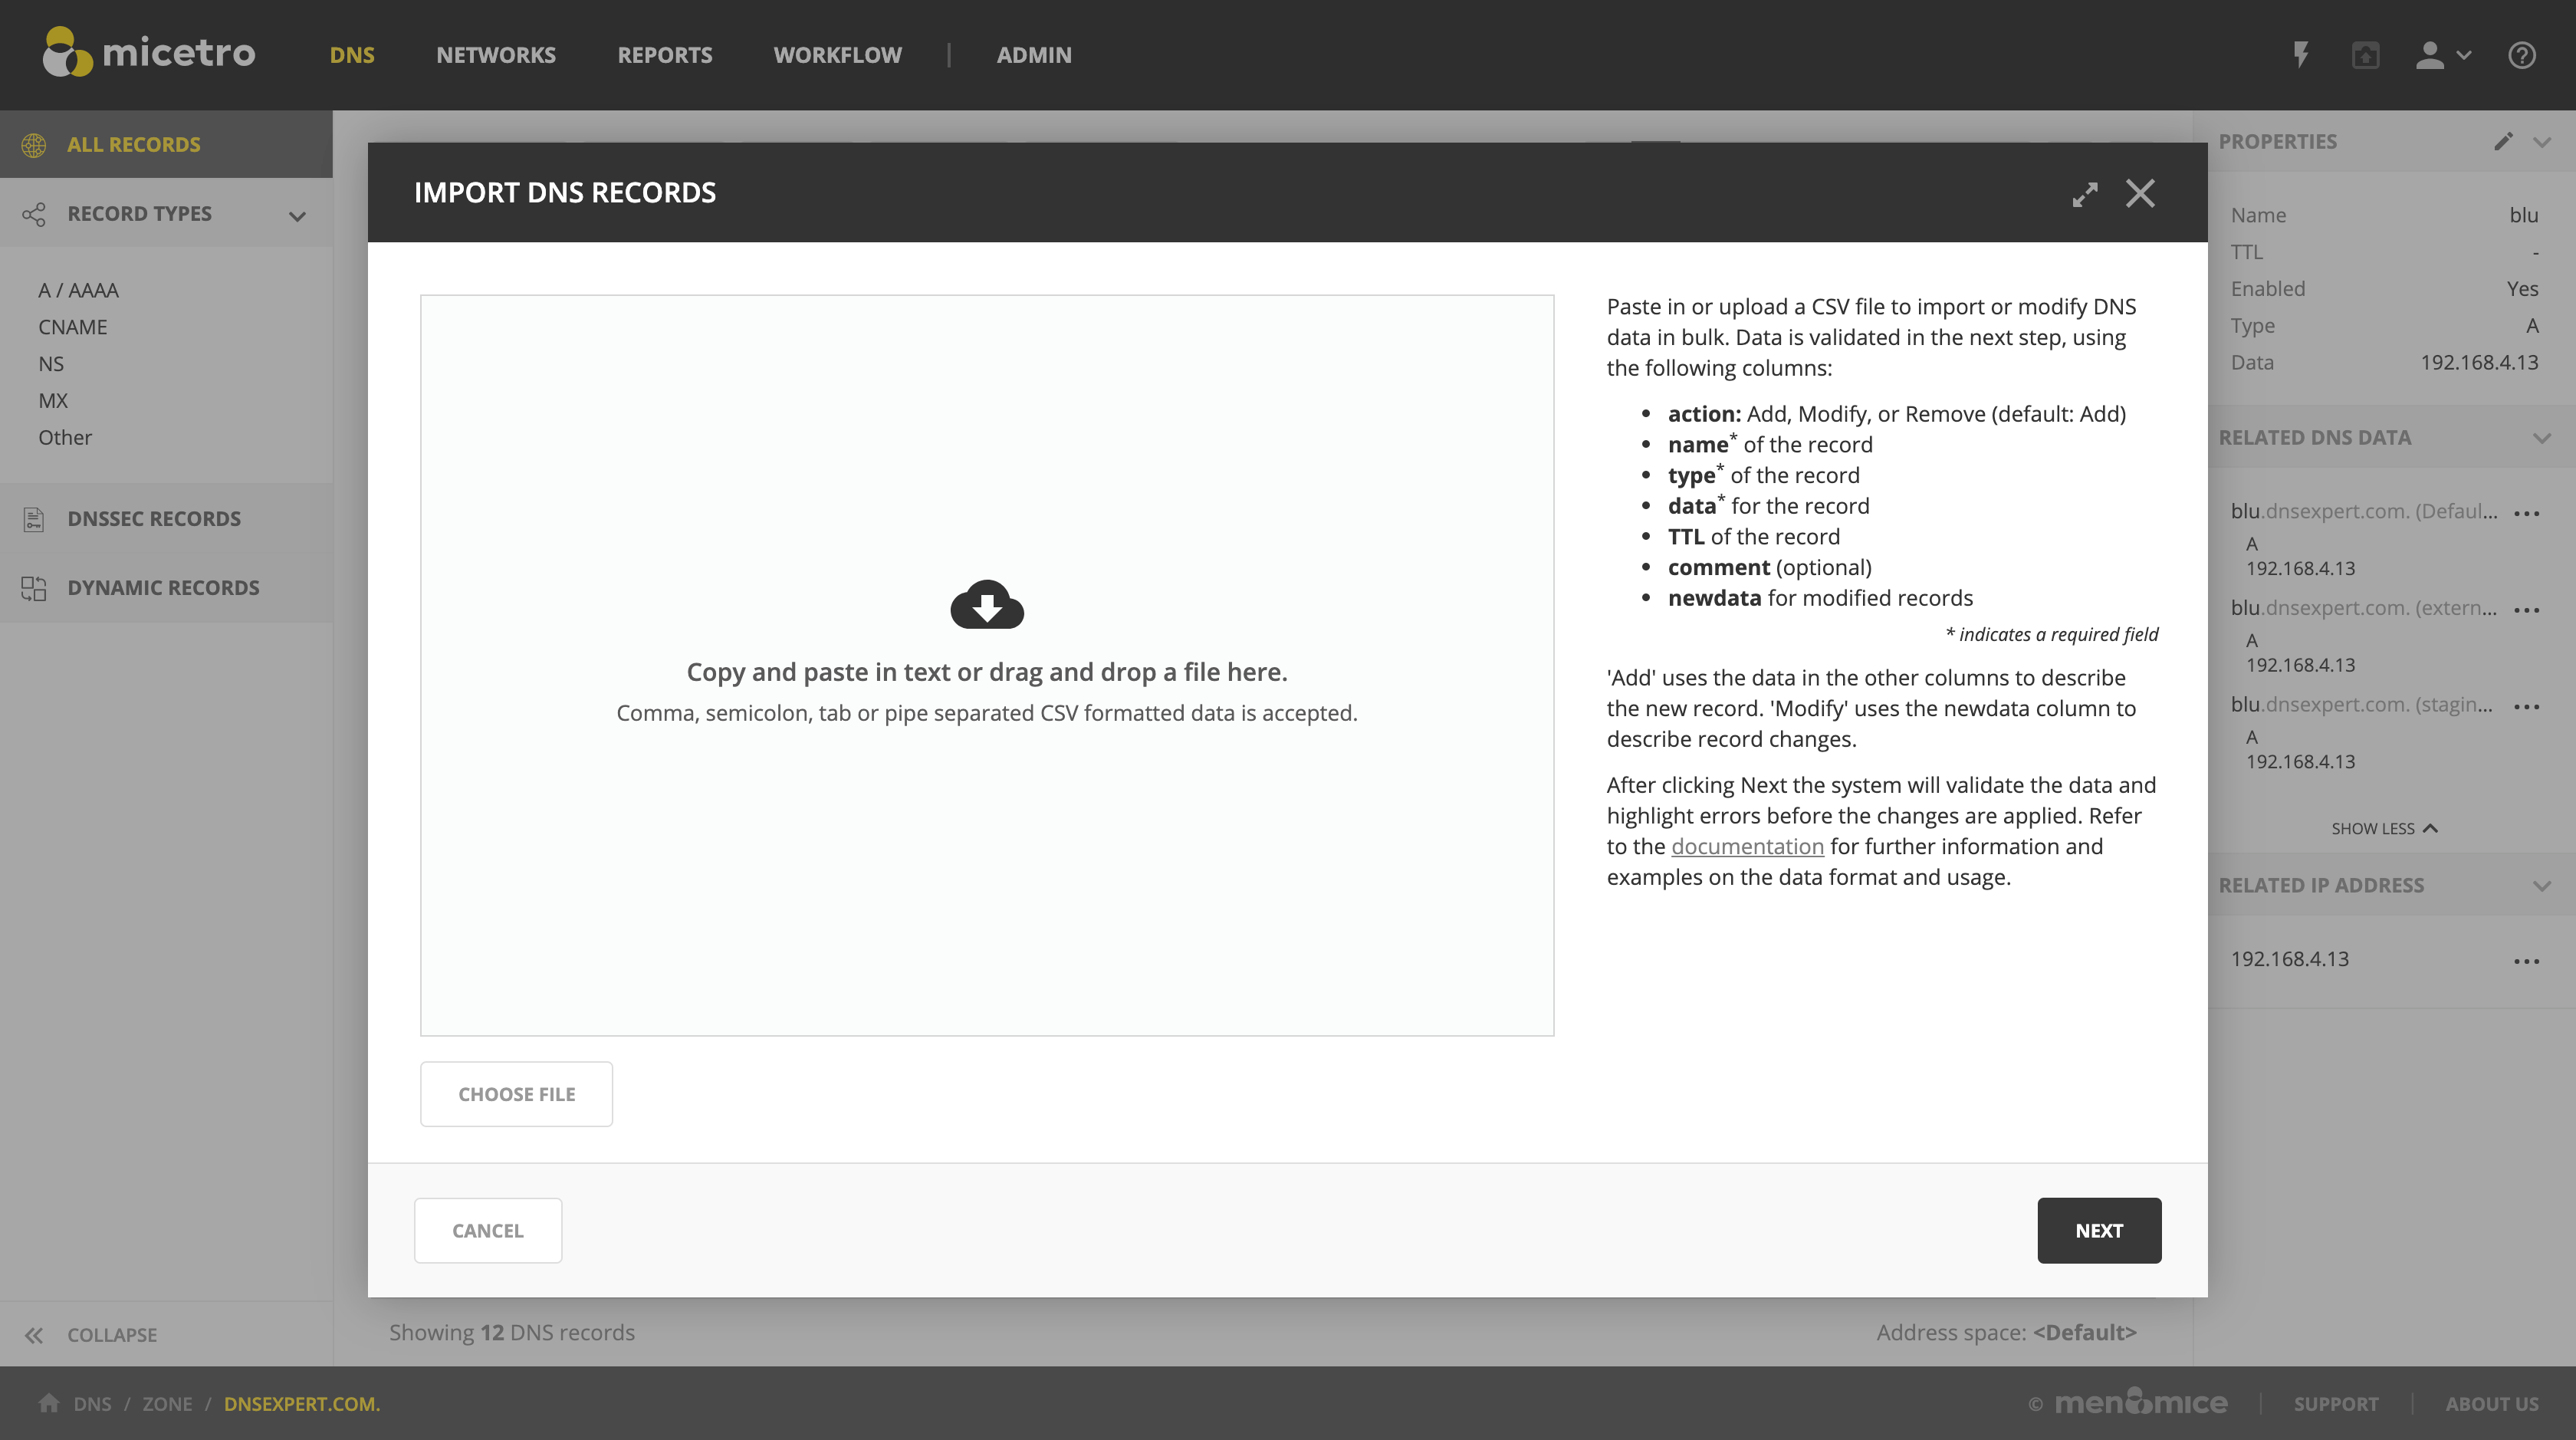 micetro
DNS
NETWORKS
REPORTS
WORKFLOW
ADMIN
ALL RECORDS
RECORD TYPES
A / AAAA
CNAME
NS
MX
Other
DNSSEC RECORDS
DYNAMIC RECORDS
COLLAPSE
IMPORT DNS RECORDS
Copy and paste in text or drag and drop a file here.
Comma, semicolon, tab or pipe separated CSV formatted data is accepted.
CHOOSE FILE
Paste in or upload a CSV file to import or modify DNS
data in bulk. Data is validated in the next step, using
the following columns:
• action: Add, Modify, or Remove (default: Add)
• name* of the record
• type* of the record
• data* for the record
• TTL of the record
• comment (optional)
• newdata for modified records
* indicates a required field
'Add' uses the data in the other columns to describe
the new record. 'Modify' uses the newdata column to
describe record changes.
After clicking Next the system will validate the data and
highlight errors before the changes are applied. Refer
to the documentation for further information and
examples on the data format and usage.
CANCEL
NEXT
Showing 12 DNS records
Address space: <Default>
PROPERTIES
Name blu
TTL -
Enabled Yes
Type A
Data 192.168.4.13
RELATED DNS DATA
blu.dnsexpert.com. (Defaul...
A
192.168.4.13
blu.dnsexpert.com. (extern...
A
192.168.4.13
blu.dnsexpert.com. (stagin...
A
192.168.4.13
SHOW LESS
RELATED IP ADDRESS
192.168.4.13
DNS / ZONE / DNSEXPERT.COM.
© men&mice
SUPPORT
ABOUT US